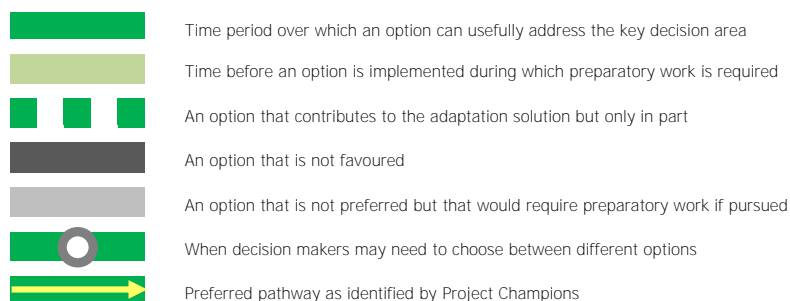 Time period over which an option can usefully address the key decision area
Time before an option is implemented during which preparatory work is required
An option that contributes to the adaptation solution but only in part
An option that is not favoured
An option that is not preferred but that would require preparatory work if pursued
When decision makers may need to choose between different options
Preferred pathway as identified by Project Champions